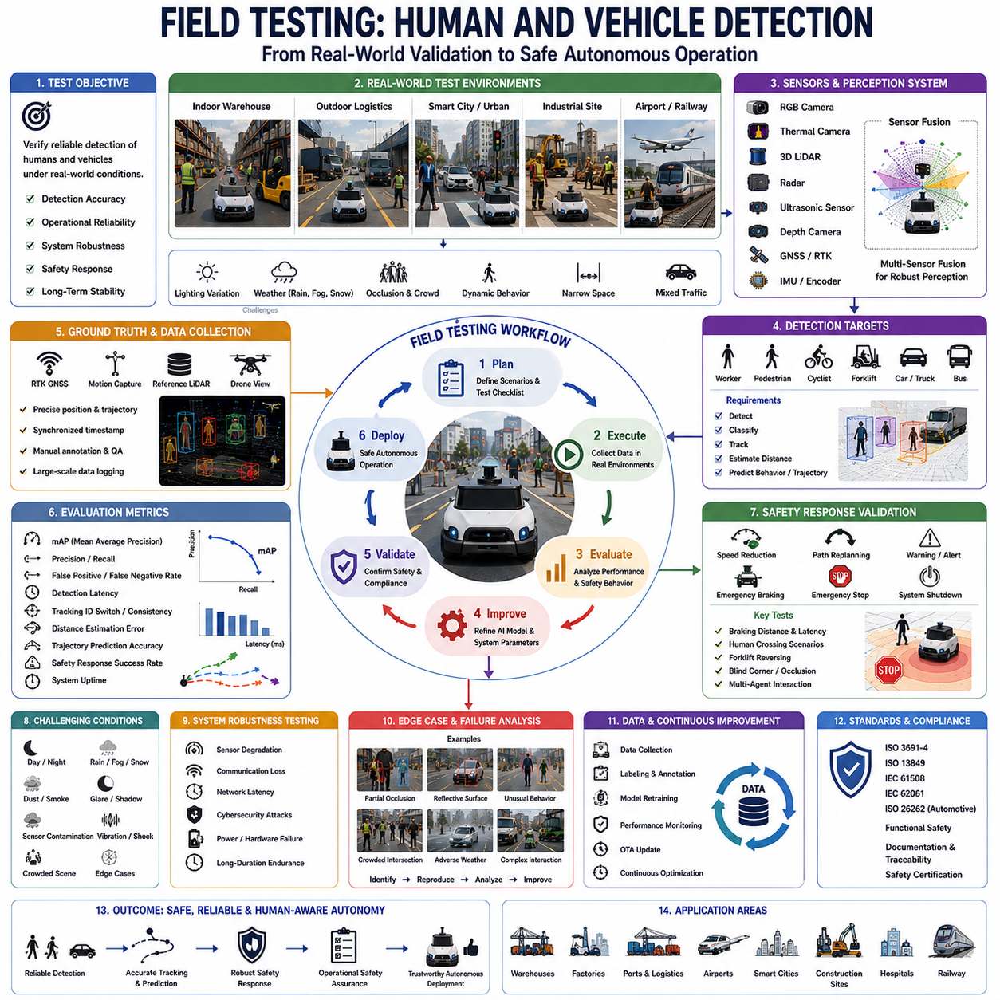 FIELD TESTING: HUMAN AND VEHICLE DETECTION
From Real-World Validation to Safe Autonomous Operation
1. TEST OBJECTIVE
Verify reliable detection of
humans and vehicles
under real-world conditions.
Detection Accuracy
Operational Reliability
System Robustness
Safety Response
Long-Term Stability
2. REAL-WORLD TEST ENVIRONMENTS
Indoor Warehouse
Outdoor Logistics
Smart City / Urban
Industrial Site
Airport / Railway
Lighting Variation
Weather (Rain, Fog, Snow)
Occlusion & Crowd
Dynamic Behavior
Narrow Space
Mixed Traffic
Challenges
3. SENSORS & PERCEPTION SYSTEM
RGB Camera
Thermal Camera
3D LiDAR
Radar
Ultrasonic Sensor
Depth Camera
GNSS / RTK
IMU / Encoder
Sensor Fusion
Multi-Sensor Fusion
for Robust Perception
5. GROUND TRUTH & DATA COLLECTION
RTK GNSS
Motion Capture
Reference LiDAR
Drone View
Precise position & trajectory
Synchronized timestamp
Manual annotation & QA
Large-scale data logging
FIELD TESTING WORKFLOW
1 Plan
Define Scenarios &
Test Checklist
2 Execute
Collect Data in
Real Environments
3 Evaluate
Analyze Performance
& Safety Behavior
4 Improve
Refine AI Model &
System Parameters
5 Validate
Confirm Safety &
Compliance
6 Deploy
Safe Autonomous
Operation
4. DETECTION TARGETS
Worker
Pedestrian
Cyclist
Forklift
Car / Truck
Bus
Requirements
Detect
Classify
Track
Estimate Distance
Predict Behavior / Trajectory
6. EVALUATION METRICS
mAP (Mean Average Precision)
Precision / Recall
False Positive / False Negative Rate
Detection Latency
Tracking ID Switch / Consistency
Distance Estimation Error
Trajectory Prediction Accuracy
Safety Response Success Rate
System Uptime
Precision
mAP
Recall
Latency (ms)
7. SAFETY RESPONSE VALIDATION
Speed Reduction
Path Replanning
Warning / Alert
STOP
Emergency Braking
Emergency Stop
System Shutdown
Key Tests
Braking Distance & Latency
Human Crossing Scenarios
Forklift Reversing
Blind Corner / Occlusion
Multi-Agent Interaction
STOP
8. CHALLENGING CONDITIONS
Day / Night
Rain / Fog / Snow
Dust / Smoke
Glare / Shadow
Sensor Contamination
Vibration / Shock
Crowded Scene
Edge Cases
9. SYSTEM ROBUSTNESS TESTING
Sensor Degradation
Communication Loss
Network Latency
Cybersecurity Attacks
Power / Hardware Failure
Long-Duration Endurance
10. EDGE CASE & FAILURE ANALYSIS
Examples
Partial Occlusion
Reflective Surface
Unusual Behavior
Crowded Intersection
Adverse Weather
Complex Interaction
Identify → Reproduce → Analyze → Improve
11. DATA & CONTINUOUS IMPROVEMENT
Data Collection
Labeling & Annotation
Model Retraining
Performance Monitoring
OTA Update
Continuous Optimization
DATA
12. STANDARDS & COMPLIANCE
ISO 3691-4
ISO 13849
IEC 61508
IEC 62061
ISO 26262 (Automotive)
Functional Safety
Documentation &
Traceability
Safety Certification
13. OUTCOME: SAFE, RELIABLE & HUMAN-AWARE AUTONOMY
Reliable Detection
Accurate Tracking
& Prediction
Robust Safety
Response
Operational Safety
Assurance
Trustworthy Autonomous
Deployment
14. APPLICATION AREAS
Warehouses
Factories
Ports & Logistics
Airports
Smart Cities
Construction
Sites
Hospitals
Railway